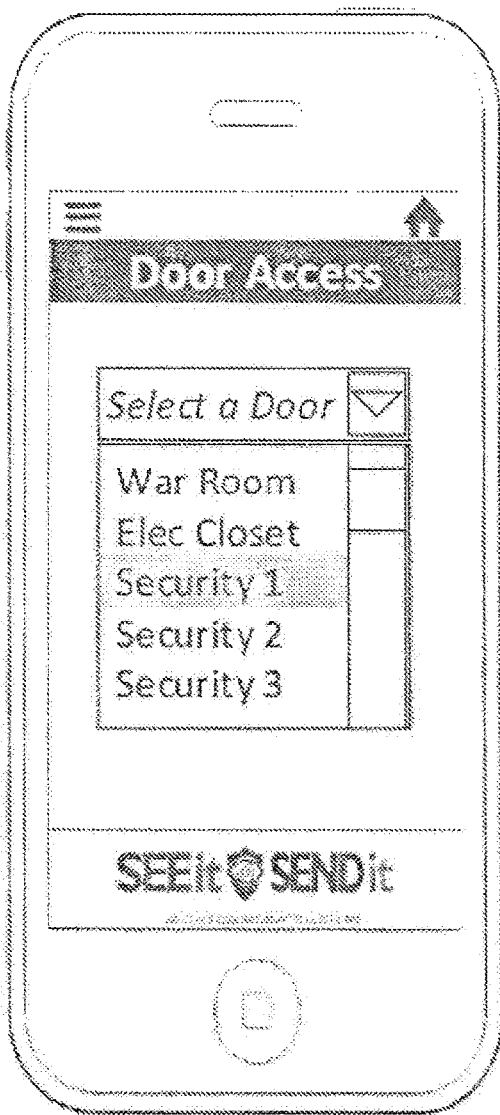 Door Access
Select a Door
War Room
Elec Closet
Security 1
Security 2
Security 3
SEEit SENDit